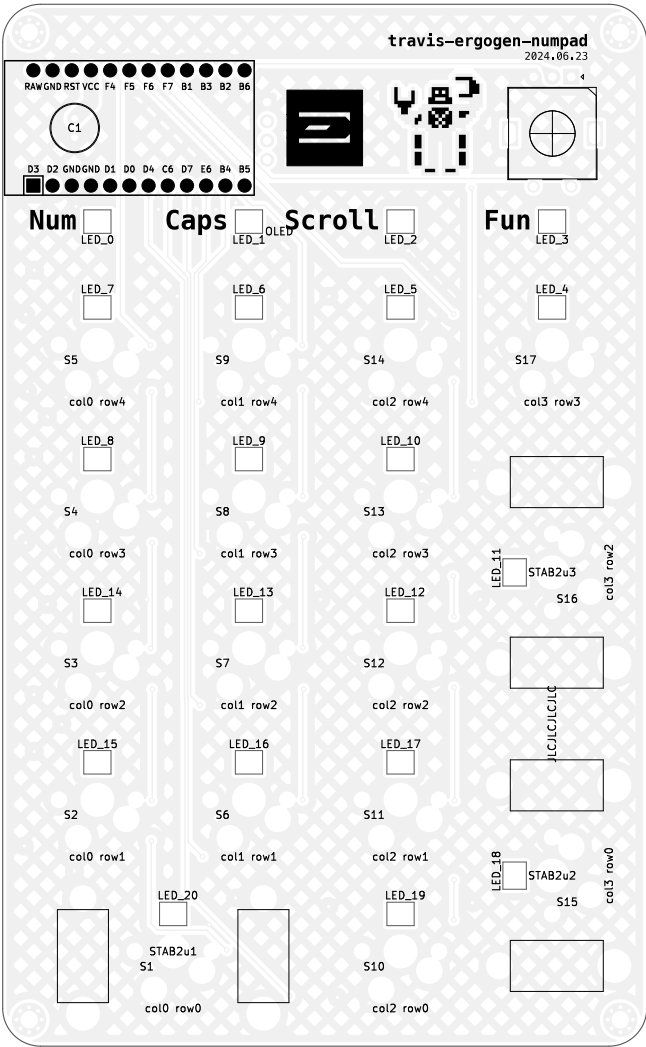 travis-ergogen-numpad
2024.06.23
RAW GND RST VCC F4 F5 F6 F7 B1 B3 B2 B6
C1
D3 D2 GND GND D1 D0 D4 C6 D7 E6 B4 B5
Num Caps Scroll Fun
OLED
LED_0 LED_1 LED_2 LED_3
LED_7 LED_6 LED_5 LED_4
S5 S9 S14 S17
col0 row4 col1 row4 col2 row4 col3 row3
LED_8 LED_9 LED_10
S4 S8 S13
col0 row3 col1 row3 col2 row3
LED_11
STAB2u3
col3 row2
S16
LED_14 LED_13 LED_12
S3 S7 S12
col0 row2 col1 row2 col2 row2
JLCJLCJLCJLC
LED_15 LED_16 LED_17
S2 S6 S11
col0 row1 col1 row1 col2 row1
LED_18
STAB2u2
col3 row0
S15
LED_20 LED_19
STAB2u1
S1 S10
col0 row0 col2 row0